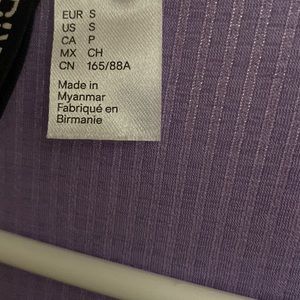 EUR S
US S
CA P
MX CH
CN 165/88A
Made in
Myanmar
Fabriqué en
Birmanie